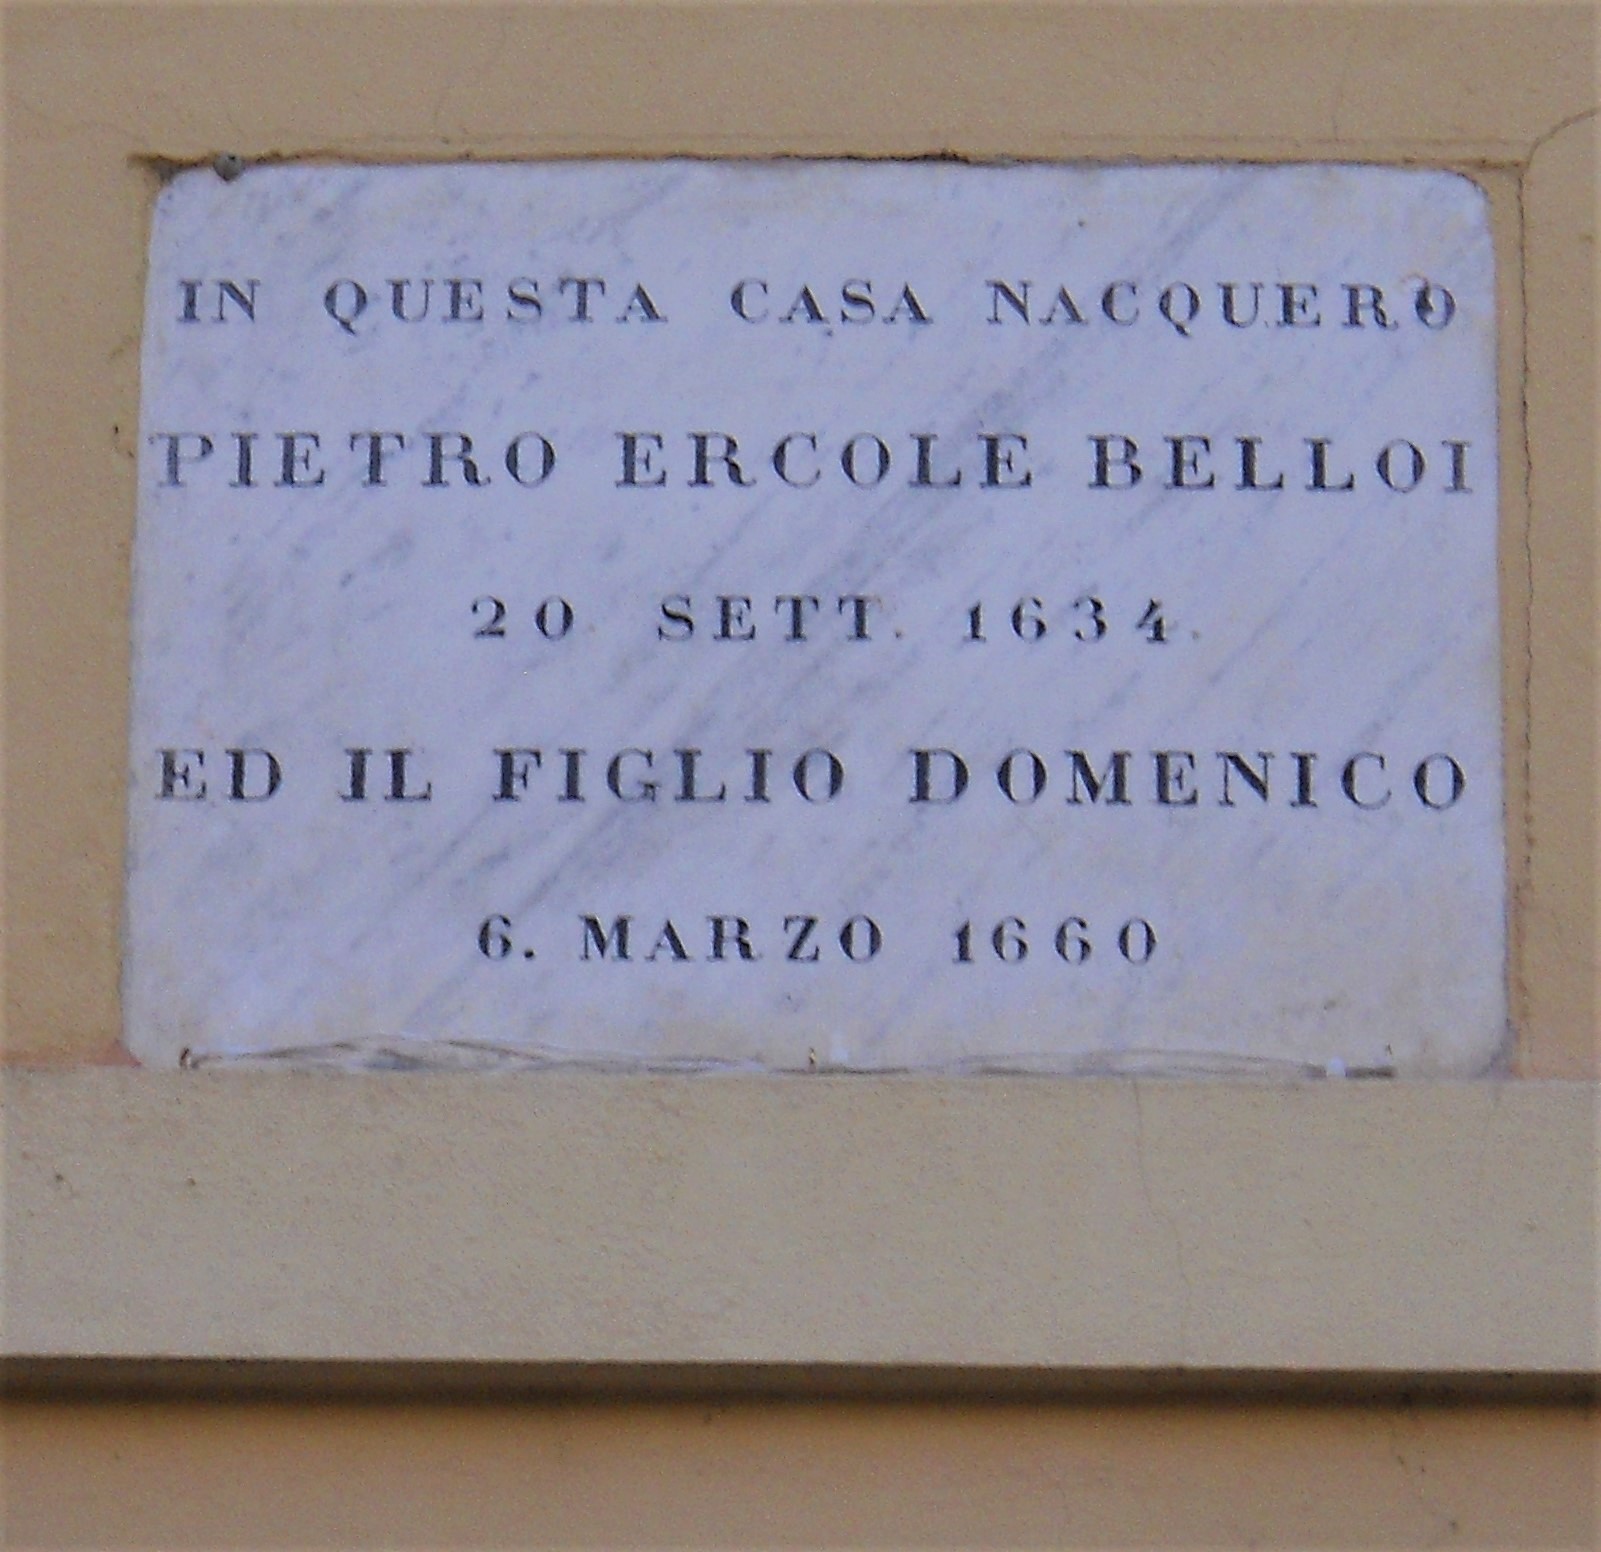 IN QUESTA CASA NACQUERO
PIETRO ERCOLE BELLOI
20 SETT. 1634.
ED IL FIGLIO DOMENICO
6. MARZO 1660